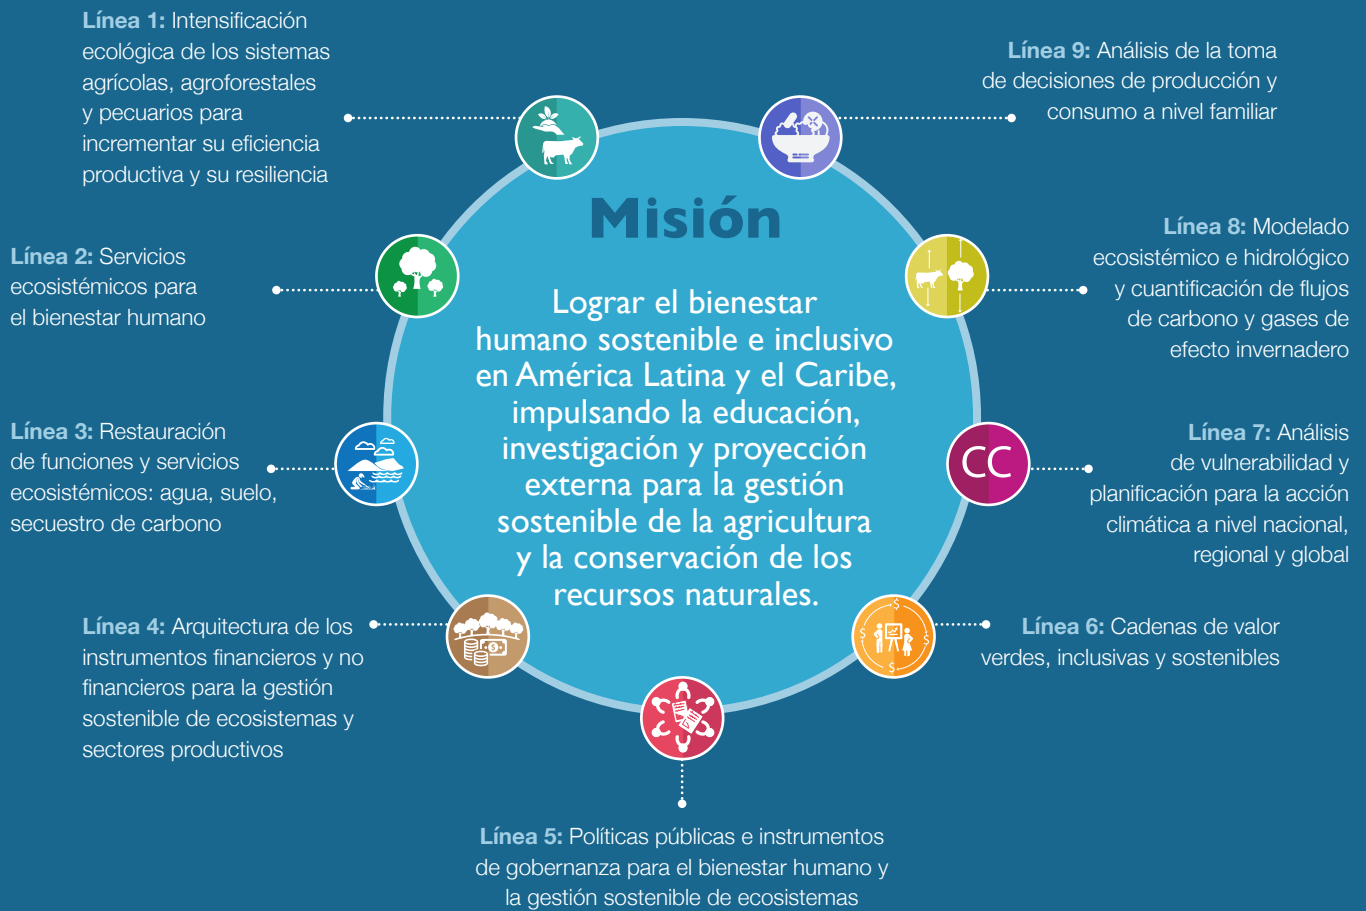 Línea 1: Intensificación
ecológica de los sistemas
agrícolas, agroforestales
y pecuarios para
incrementar su eficiencia
productiva y su resiliencia
Línea 2: Servicios
ecosistémicos para
el bienestar humano
Línea 3: Restauración
de funciones y servicios
ecosistémicos: agua, suelo,
secuestro de carbono
Línea 4: Arquitectura de los
instrumentos financieros y no
financieros para la gestión
sostenible de ecosistemas y
sectores productivos
Línea 5: Políticas públicas e instrumentos
de gobernanza para el bienestar humano y
la gestión sostenible de ecosistemas
Línea 6: Cadenas de valor
verdes, inclusivas y sostenibles
Línea 7: Análisis
de vulnerabilidad y
planificación para la acción
climática a nivel nacional,
regional y global
CC
Línea 8: Modelado
ecosistémico e hidrológico
y cuantificación de flujos
de carbono y gases de
efecto invernadero
Línea 9: Análisis de la toma
de decisiones de producción y
consumo a nivel familiar
Misión
Lograr el bienestar
humano sostenible e inclusivo
en América Latina y el Caribe,
impulsando la educación,
investigación y proyección
externa para la gestión
sostenible de la agricultura
y la conservación de los
recursos naturales.